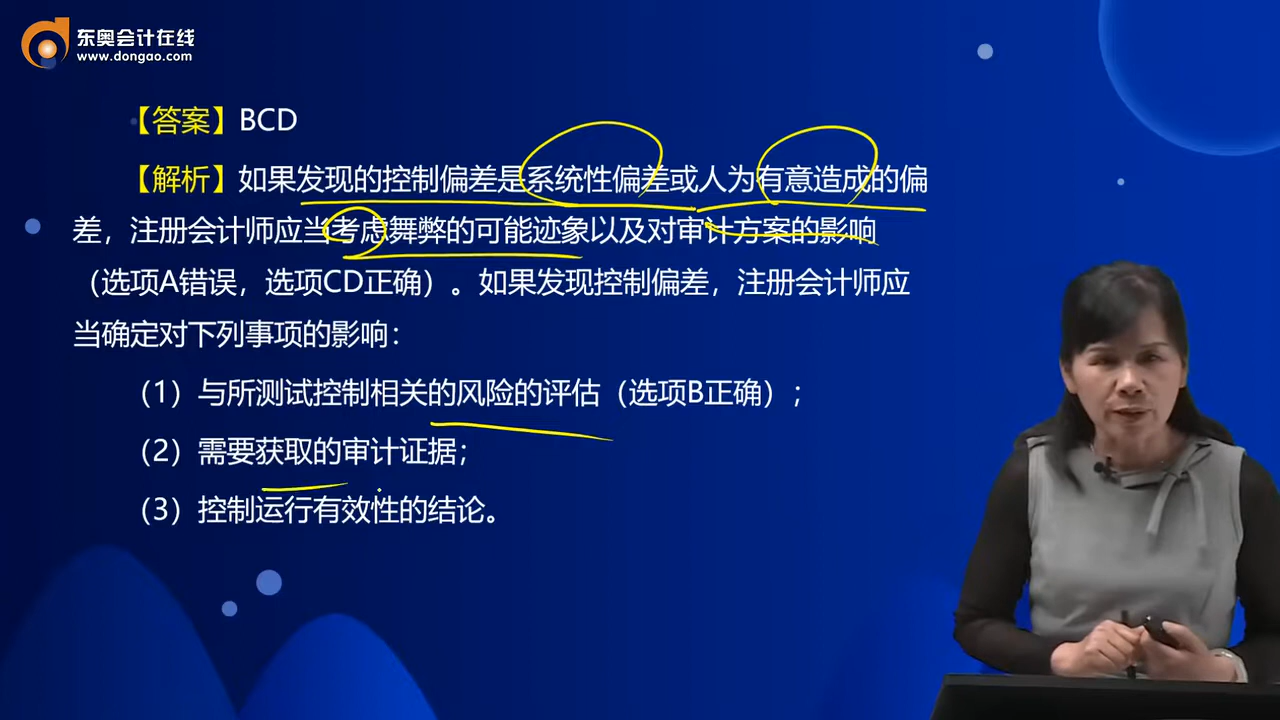 东奥会计在线
www.dongao.com
【答案】BCD
【解析】如果发现的控制偏差是系统性偏差或人为有意造成的偏
差，注册会计师应当考虑舞弊的可能迹象以及对审计方案的影响
（选项A错误，选项CD正确）。如果发现控制偏差，注册会计师应
当确定对下列事项的影响：
（1）与所测试控制相关的风险的评估（选项B正确）；
（2）需要获取的审计证据；
（3）控制运行有效性的结论。